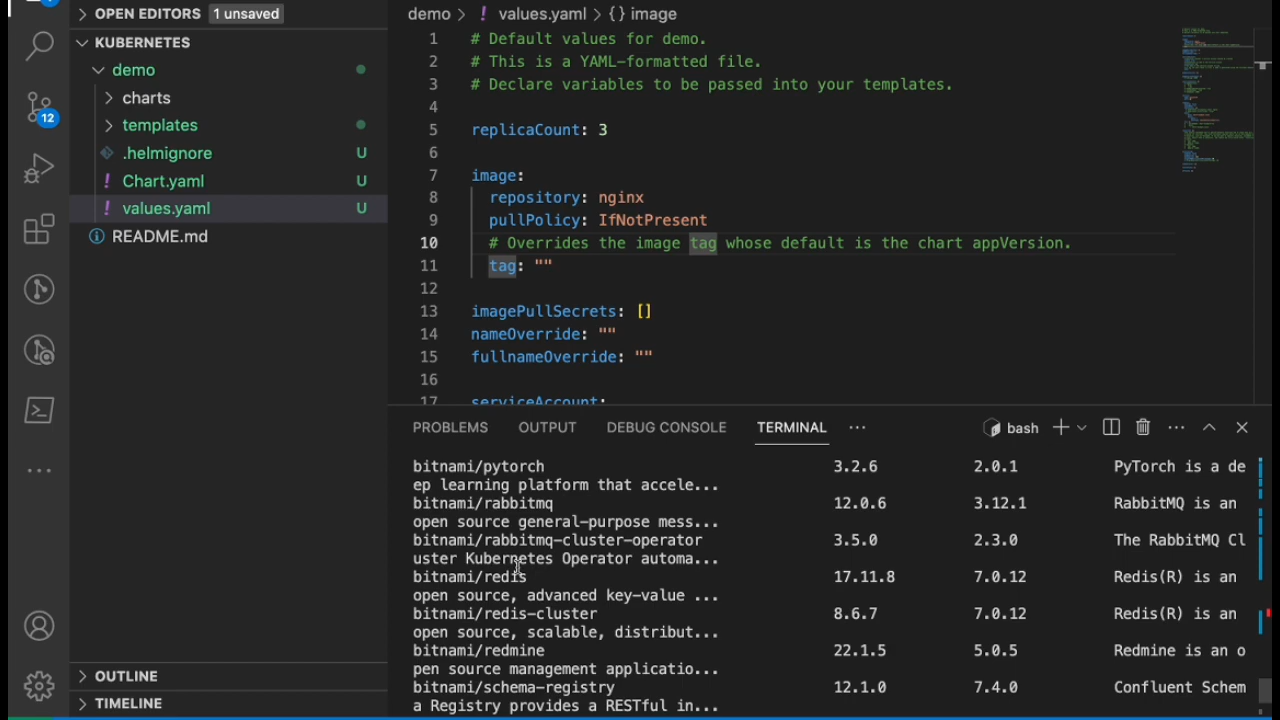 OPEN EDITORS 1 unsaved
KUBERNETES
demo
charts
templates
.helmignore U
! Chart.yaml U
! values.yaml U
README.md
12
OUTLINE
TIMELINE
demo > ! values.yaml > {} image
1 # Default values for demo.
2 # This is a YAML-formatted file.
3 # Declare variables to be passed into your templates.
4
5 replicaCount: 3
6
7 image:
8 repository: nginx
9 pullPolicy: IfNotPresent
10 # Overrides the image tag whose default is the chart appVersion.
11 tag: ""
12
13 imagePullSecrets: []
14 nameOverride: ""
15 fullnameOverride: ""
16
17 serviceAccount:
PROBLEMS OUTPUT DEBUG CONSOLE TERMINAL ... bash
bitnami/pytorch 3.2.6 2.0.1 PyTorch is a de
ep learning platform that accele...
bitnami/rabbitmq 12.0.6 3.12.1 RabbitMQ is an
open source general-purpose mess...
bitnami/rabbitmq-cluster-operator 3.5.0 2.3.0 The RabbitMQ Cl
uster Kubernetes Operator automa...
bitnami/redis 17.11.8 7.0.12 Redis(R) is an
open source, advanced key-value ...
bitnami/redis-cluster 8.6.7 7.0.12 Redis(R) is an
open source, scalable, distribut...
bitnami/redmine 22.1.5 5.0.5 Redmine is an o
pen source management applicatio...
bitnami/schema-registry 12.1.0 7.4.0 Confluent Schem
a Registry provides a RESTful in...